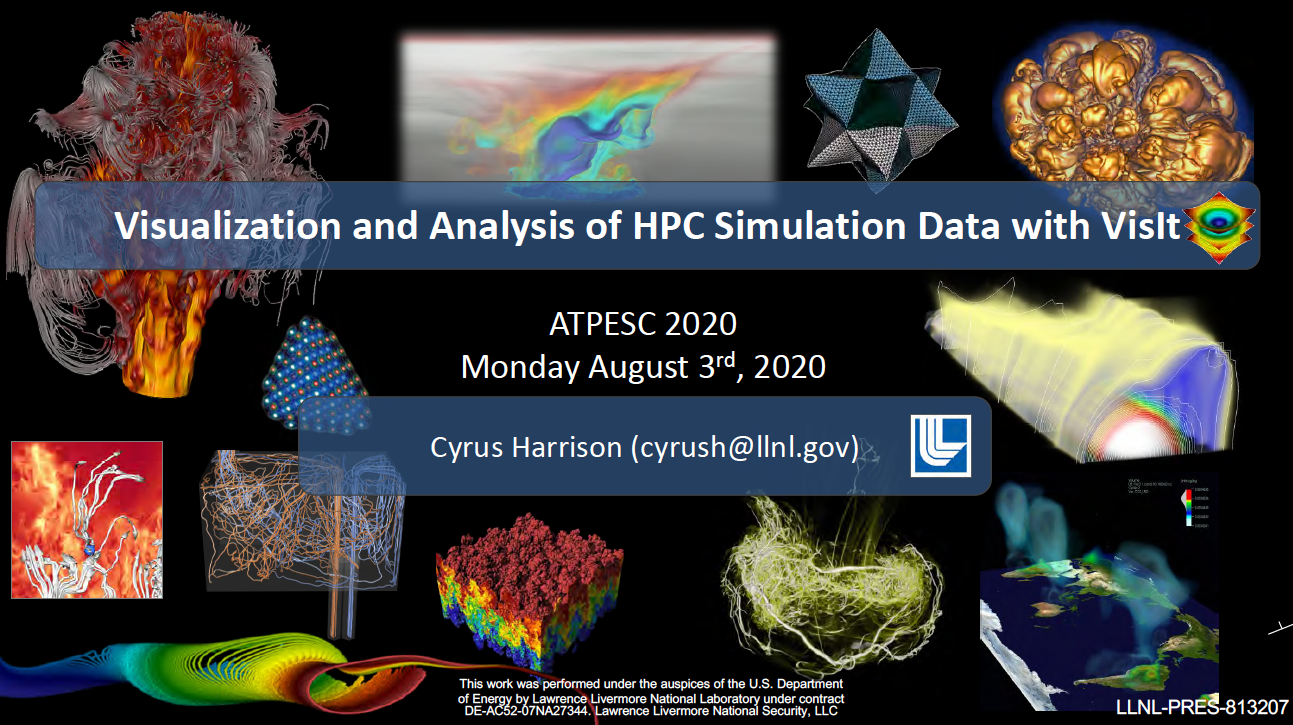 Visualization and Analysis of HPC Simulation Data with VisIt
ATPESC 2020
Monday August 3rd, 2020
Cyrus Harrison (cyrush@llnl.gov)
This work was performed under the auspices of the U.S. Department
of Energy by Lawrence Livermore National Laboratory under contract
DE-AC52-07NA27344. Lawrence Livermore National Security, LLC
LLNL-PRES-813207